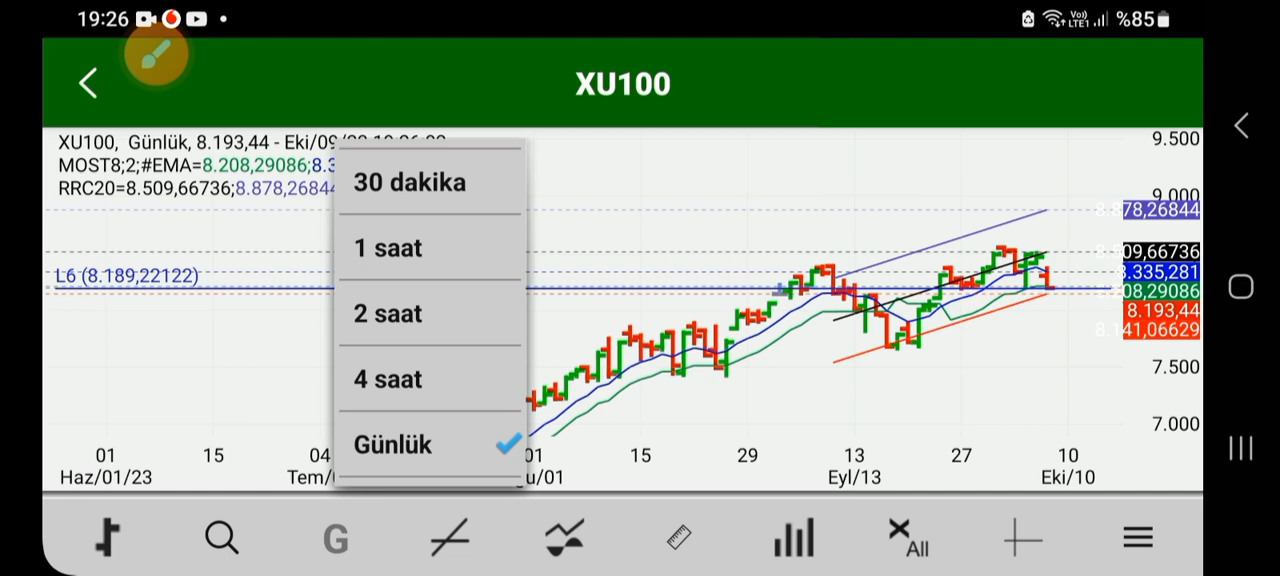 19:26
Vo)) LTE1 %85
XU100
XU100, Günlük, 8.193,44 - Eki/09
MOST8;2;#EMA=8.208,29086;8.3
RRC20=8.509,66736;8.878,26844
L6 (8.189,22122)
30 dakika
1 saat
2 saat
4 saat
Günlük
9.500
9.000
8.878,26844
09,66736
8.335,281
08,29086
8.193,44
8.141,06629
7.500
7.000
01 15 04 01 15 29 13 27 10
Haz/01/23 Tem/ u/01 Eyl/13 Eki/10
G
All